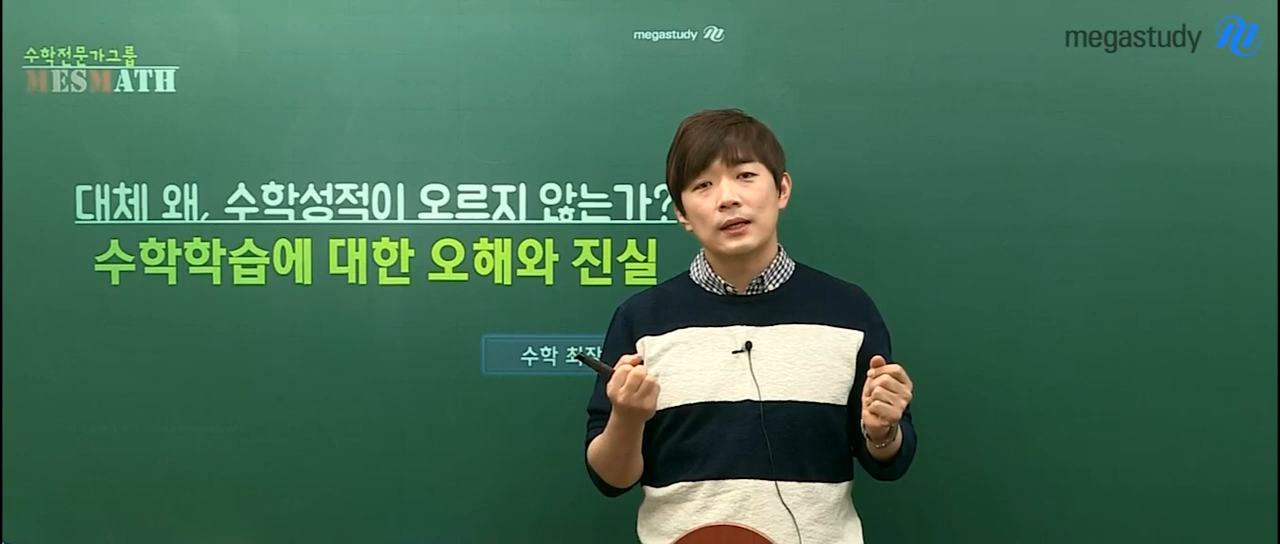 megastudy
megastudy
수학전문가그룹
MESMATH
대체 왜, 수학성적이 오르지 않는가?
수학학습에 대한 오해와 진실
수학